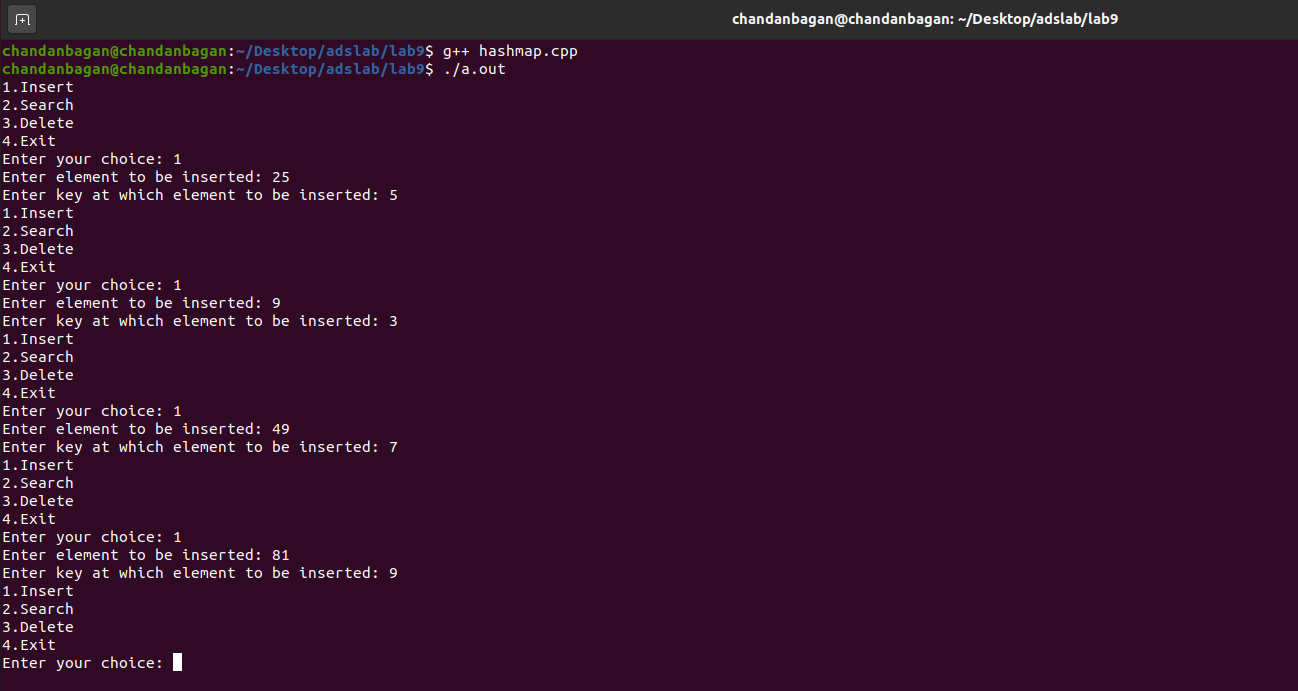 chandanbagan@chandanbagan: ~/Desktop/adslab/lab9
chandanbagan@chandanbagan:~/Desktop/adslab/lab9$ g++ hashmap.cpp
chandanbagan@chandanbagan:~/Desktop/adslab/lab9$ ./a.out
1.Insert
2.Search
3.Delete
4.Exit
Enter your choice: 1
Enter element to be inserted: 25
Enter key at which element to be inserted: 5
1.Insert
2.Search
3.Delete
4.Exit
Enter your choice: 1
Enter element to be inserted: 9
Enter key at which element to be inserted: 3
1.Insert
2.Search
3.Delete
4.Exit
Enter your choice: 1
Enter element to be inserted: 49
Enter key at which element to be inserted: 7
1.Insert
2.Search
3.Delete
4.Exit
Enter your choice: 1
Enter element to be inserted: 81
Enter key at which element to be inserted: 9
1.Insert
2.Search
3.Delete
4.Exit
Enter your choice: